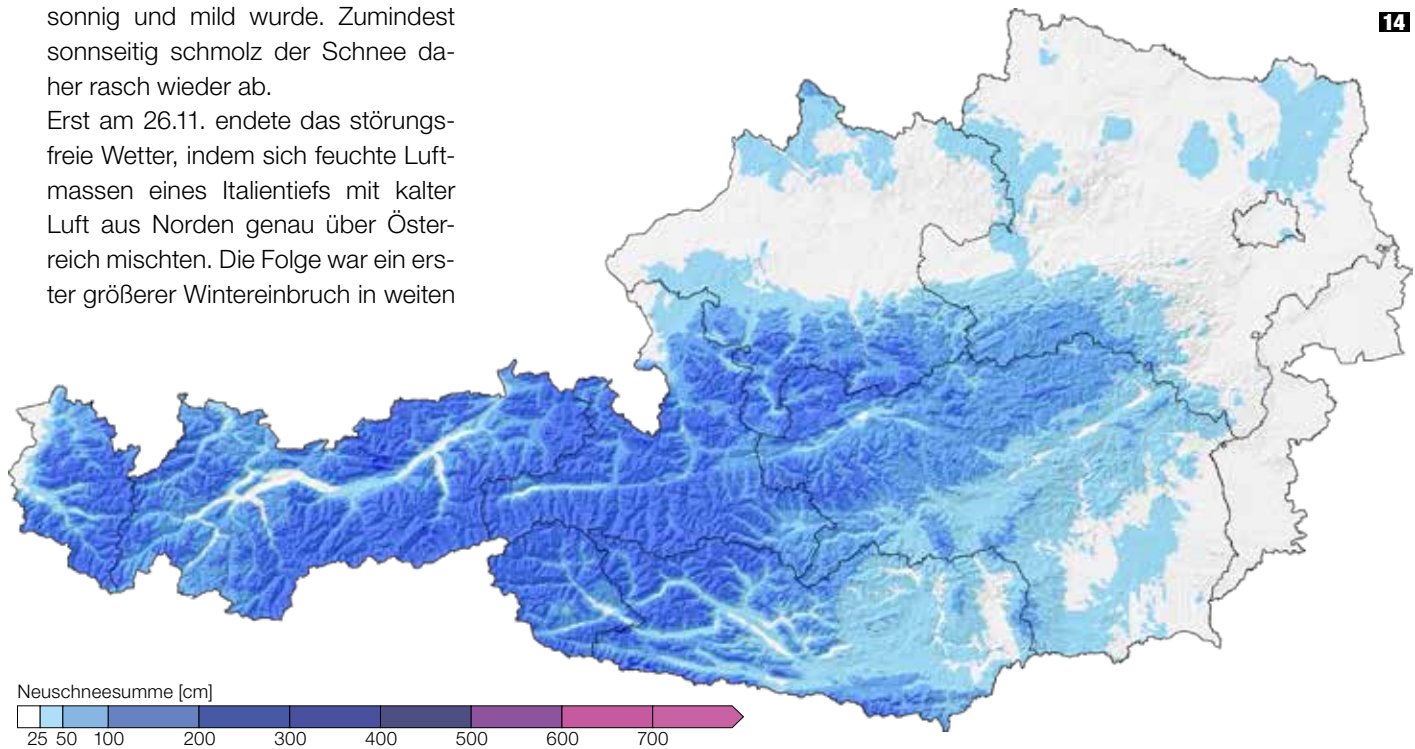 sonnig und mild wurde. Zumindest
sonnseitig schmolz der Schnee da-
her rasch wieder ab.
Erst am 26.11. endete das störungs-
freie Wetter, indem sich feuchte Luft-
massen eines Italientiefs mit kalter
Luft aus Norden genau über Öster-
reich mischten. Die Folge war ein ers-
ter größerer Wintereinbruch in weiten
14
Neuschneesumme [cm]
25 50 100 200 300 400 500 600 700